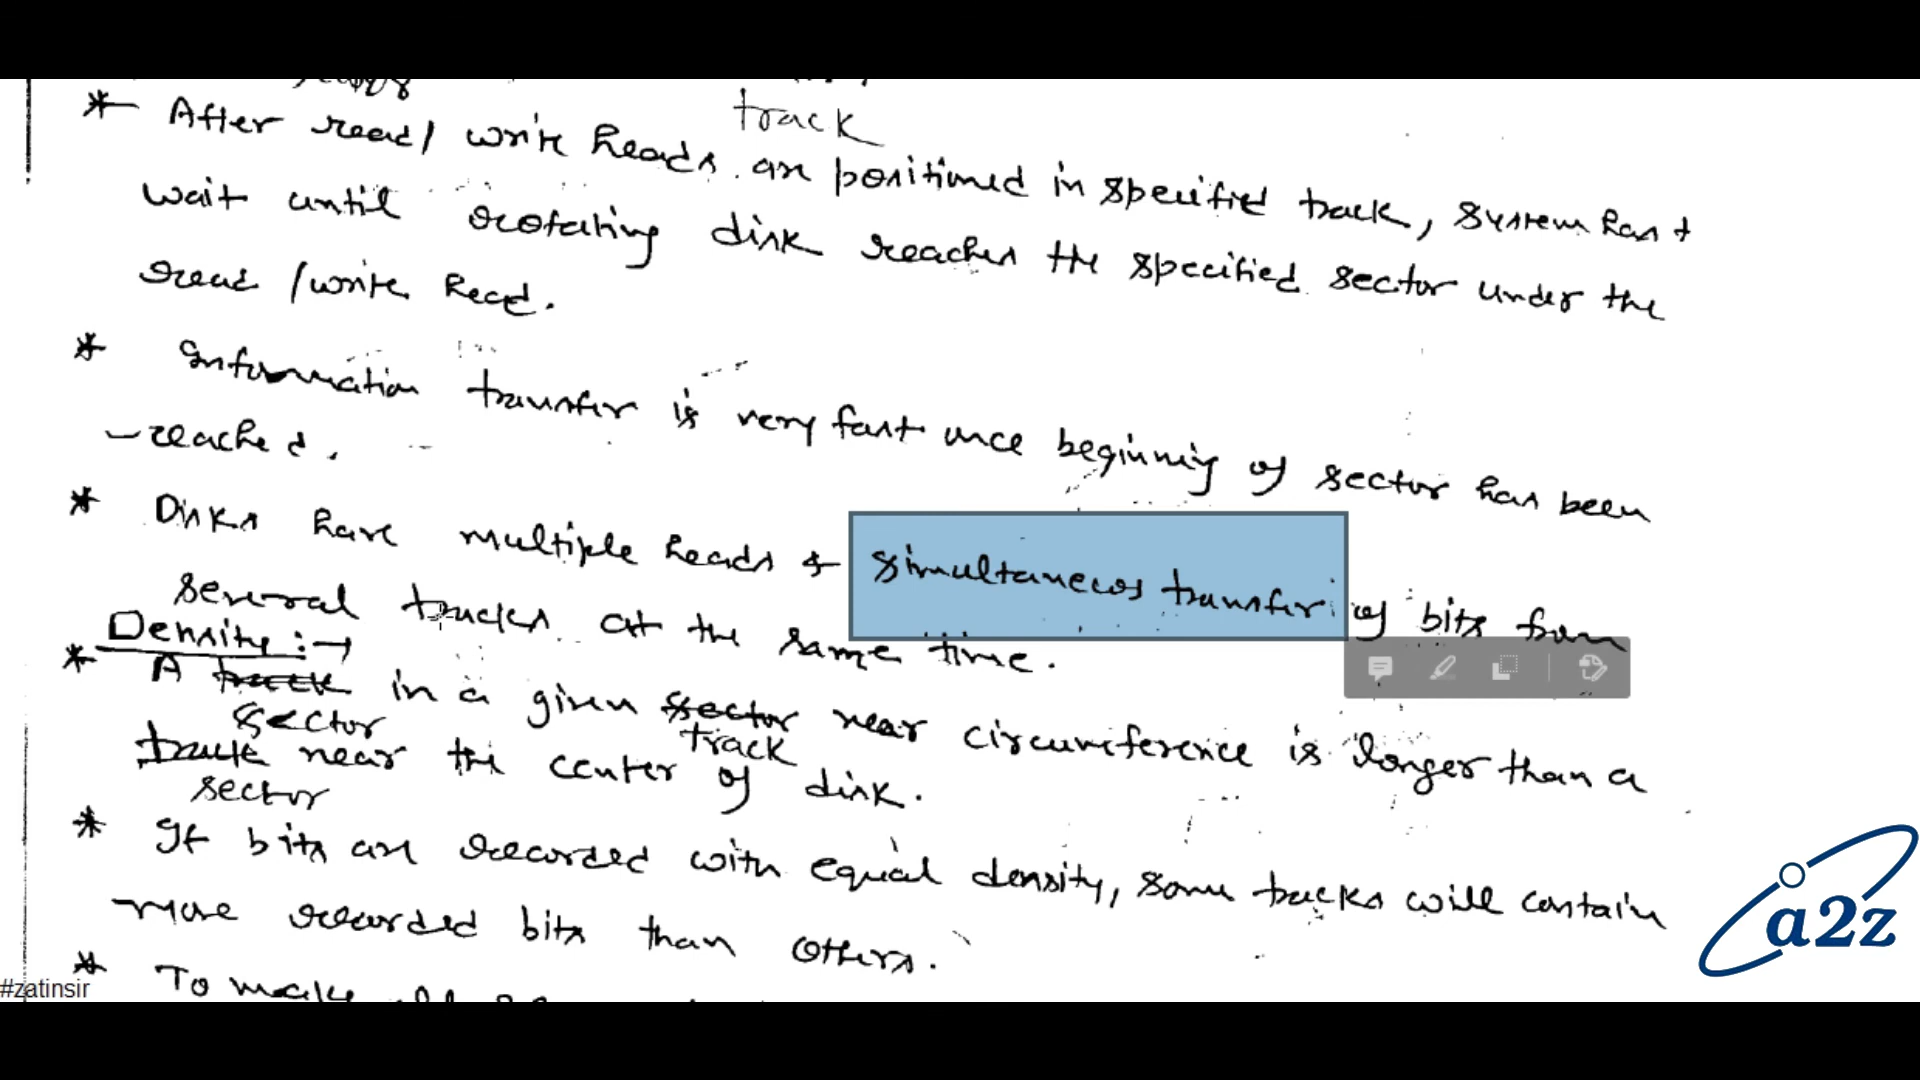 track
* After read/ write heads are positioned in specified track, system has t
wait until rotating disk reaches the specified sector under the
read /write head.
* Information transfer is very fast once beginning of sector has been
reached.
* Disks have multiple heads & simultaneous transfer of bits from
several tracks at the same time.
Density :→
* A track in a given sector near circumference is longer than a
sector track
track near the center of disk.
sector
* If bits are recorded with equal density, some tracks will contain
more recorded bits than others.
* To make all
#zatinsir
a2z